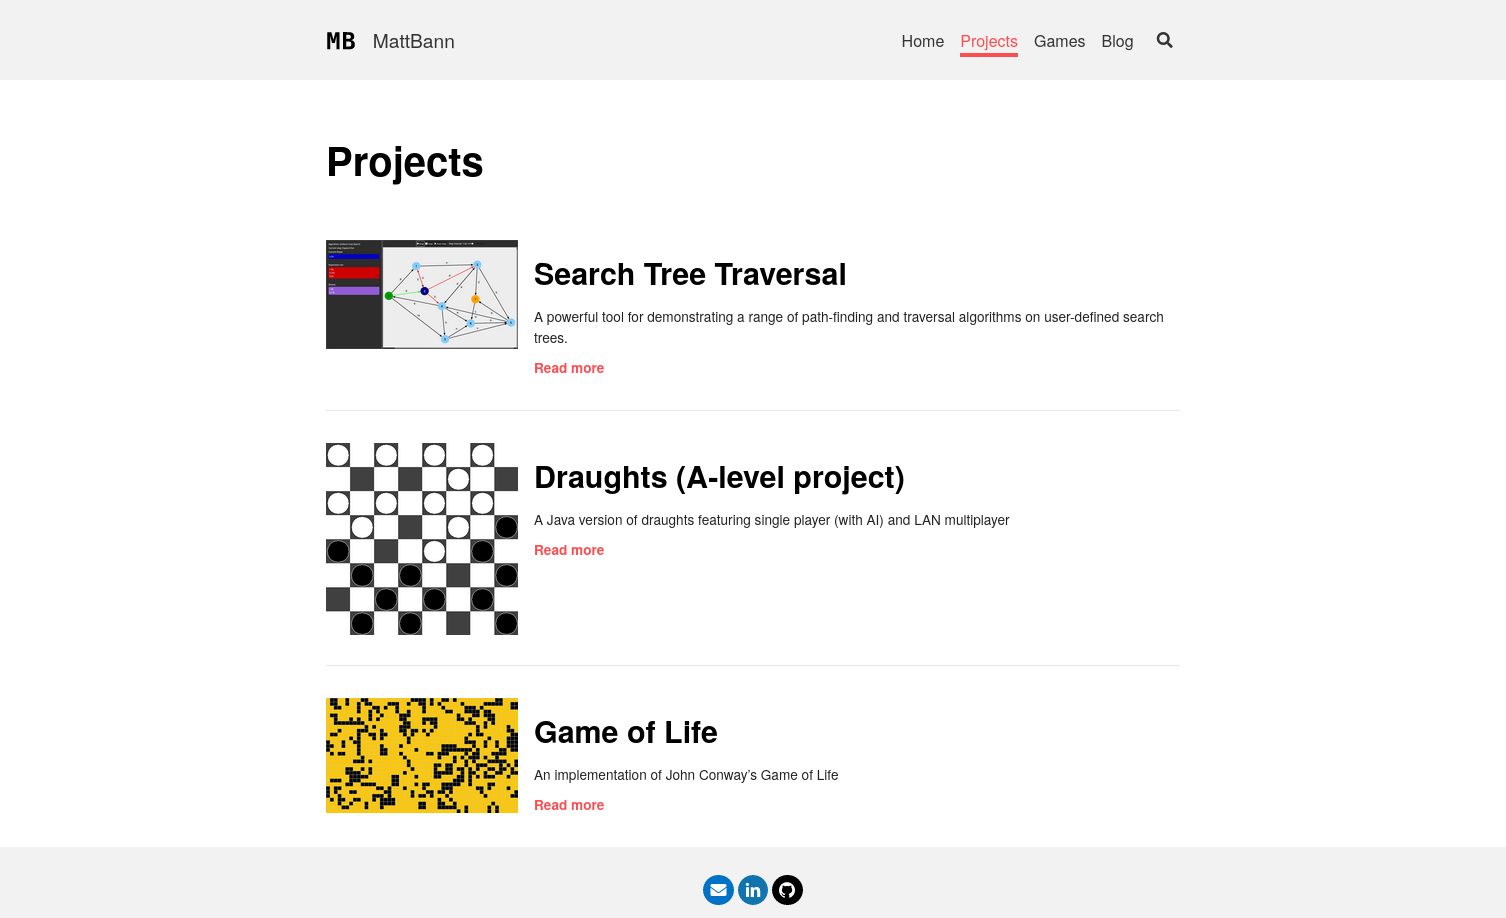 MB MattBann
Home Projects Games Blog
Projects
Search Tree Traversal
A powerful tool for demonstrating a range of path-finding and traversal algorithms on user-defined search
trees.
Read more
Draughts (A-level project)
A Java version of draughts featuring single player (with AI) and LAN multiplayer
Read more
Game of Life
An implementation of John Conway’s Game of Life
Read more
in